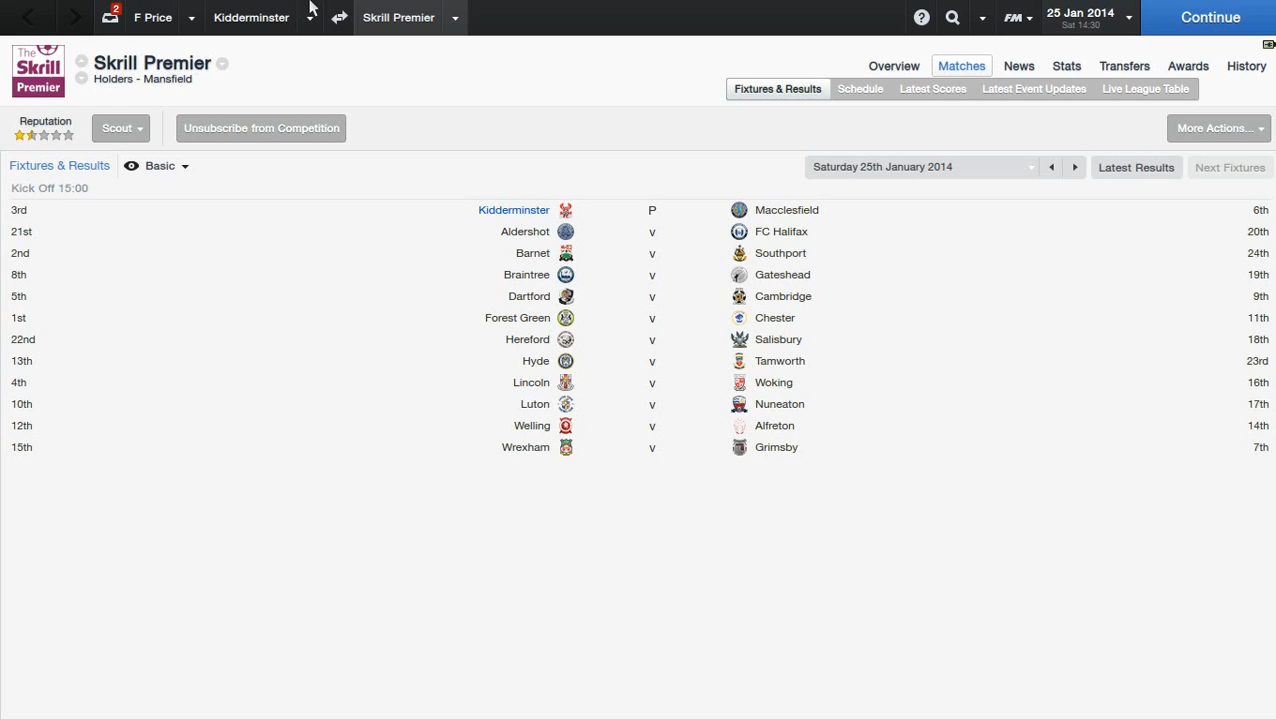 2 F Price Kidderminster Skrill Premier ? FM 25 Jan 2014 Sat 14:30 Continue
The Skrill Premier
Skrill Premier
Holders - Mansfield
Overview Matches News Stats Transfers Awards History
Fixtures & Results Schedule Latest Scores Latest Event Updates Live League Table
Reputation Scout Unsubscribe from Competition More Actions...
Fixtures & Results Basic Saturday 25th January 2014 Latest Results Next Fixtures
Kick Off 15:00
3rd Kidderminster P Macclesfield 6th
21st Aldershot v FC Halifax 20th
2nd Barnet v Southport 24th
8th Braintree v Gateshead 19th
5th Dartford v Cambridge 9th
1st Forest Green v Chester 11th
22nd Hereford v Salisbury 18th
13th Hyde v Tamworth 23rd
4th Lincoln v Woking 16th
10th Luton v Nuneaton 17th
12th Welling v Alfreton 14th
15th Wrexham v Grimsby 7th